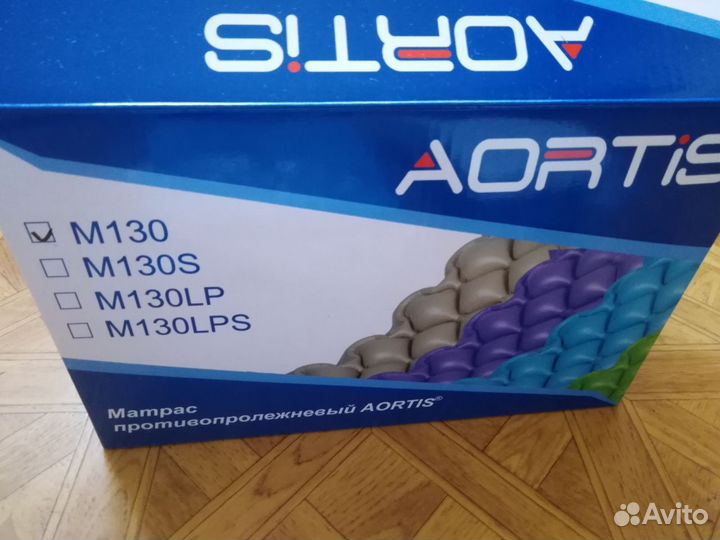 AORTiS
AORTiS
M130
M130S
M130LP
M130LPS
Матрас
противопролежневый AORTIS®
Avito